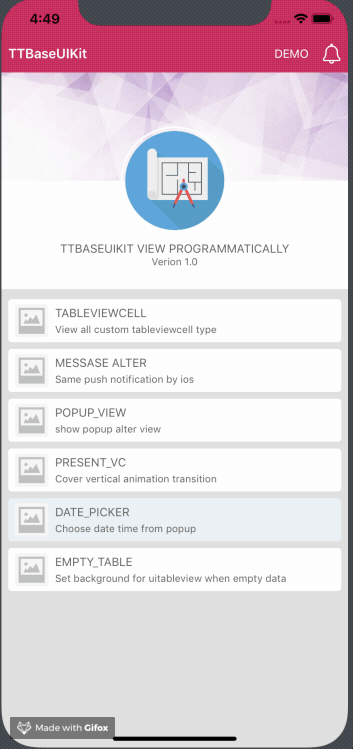 4:49
TTBaseUIKit
DEMO
TTBASEUIKIT VIEW PROGRAMMATICALLY
Verion 1.0
TABLEVIEWCELL
View all custom tableviewcell type
MESSASE ALTER
Same push notification by ios
POPUP_VIEW
show popup alter view
PRESENT_VC
Cover vertical animation transition
DATE_PICKER
Choose date time from popup
EMPTY_TABLE
Set background for uitableview when empty data
Made with Gifox